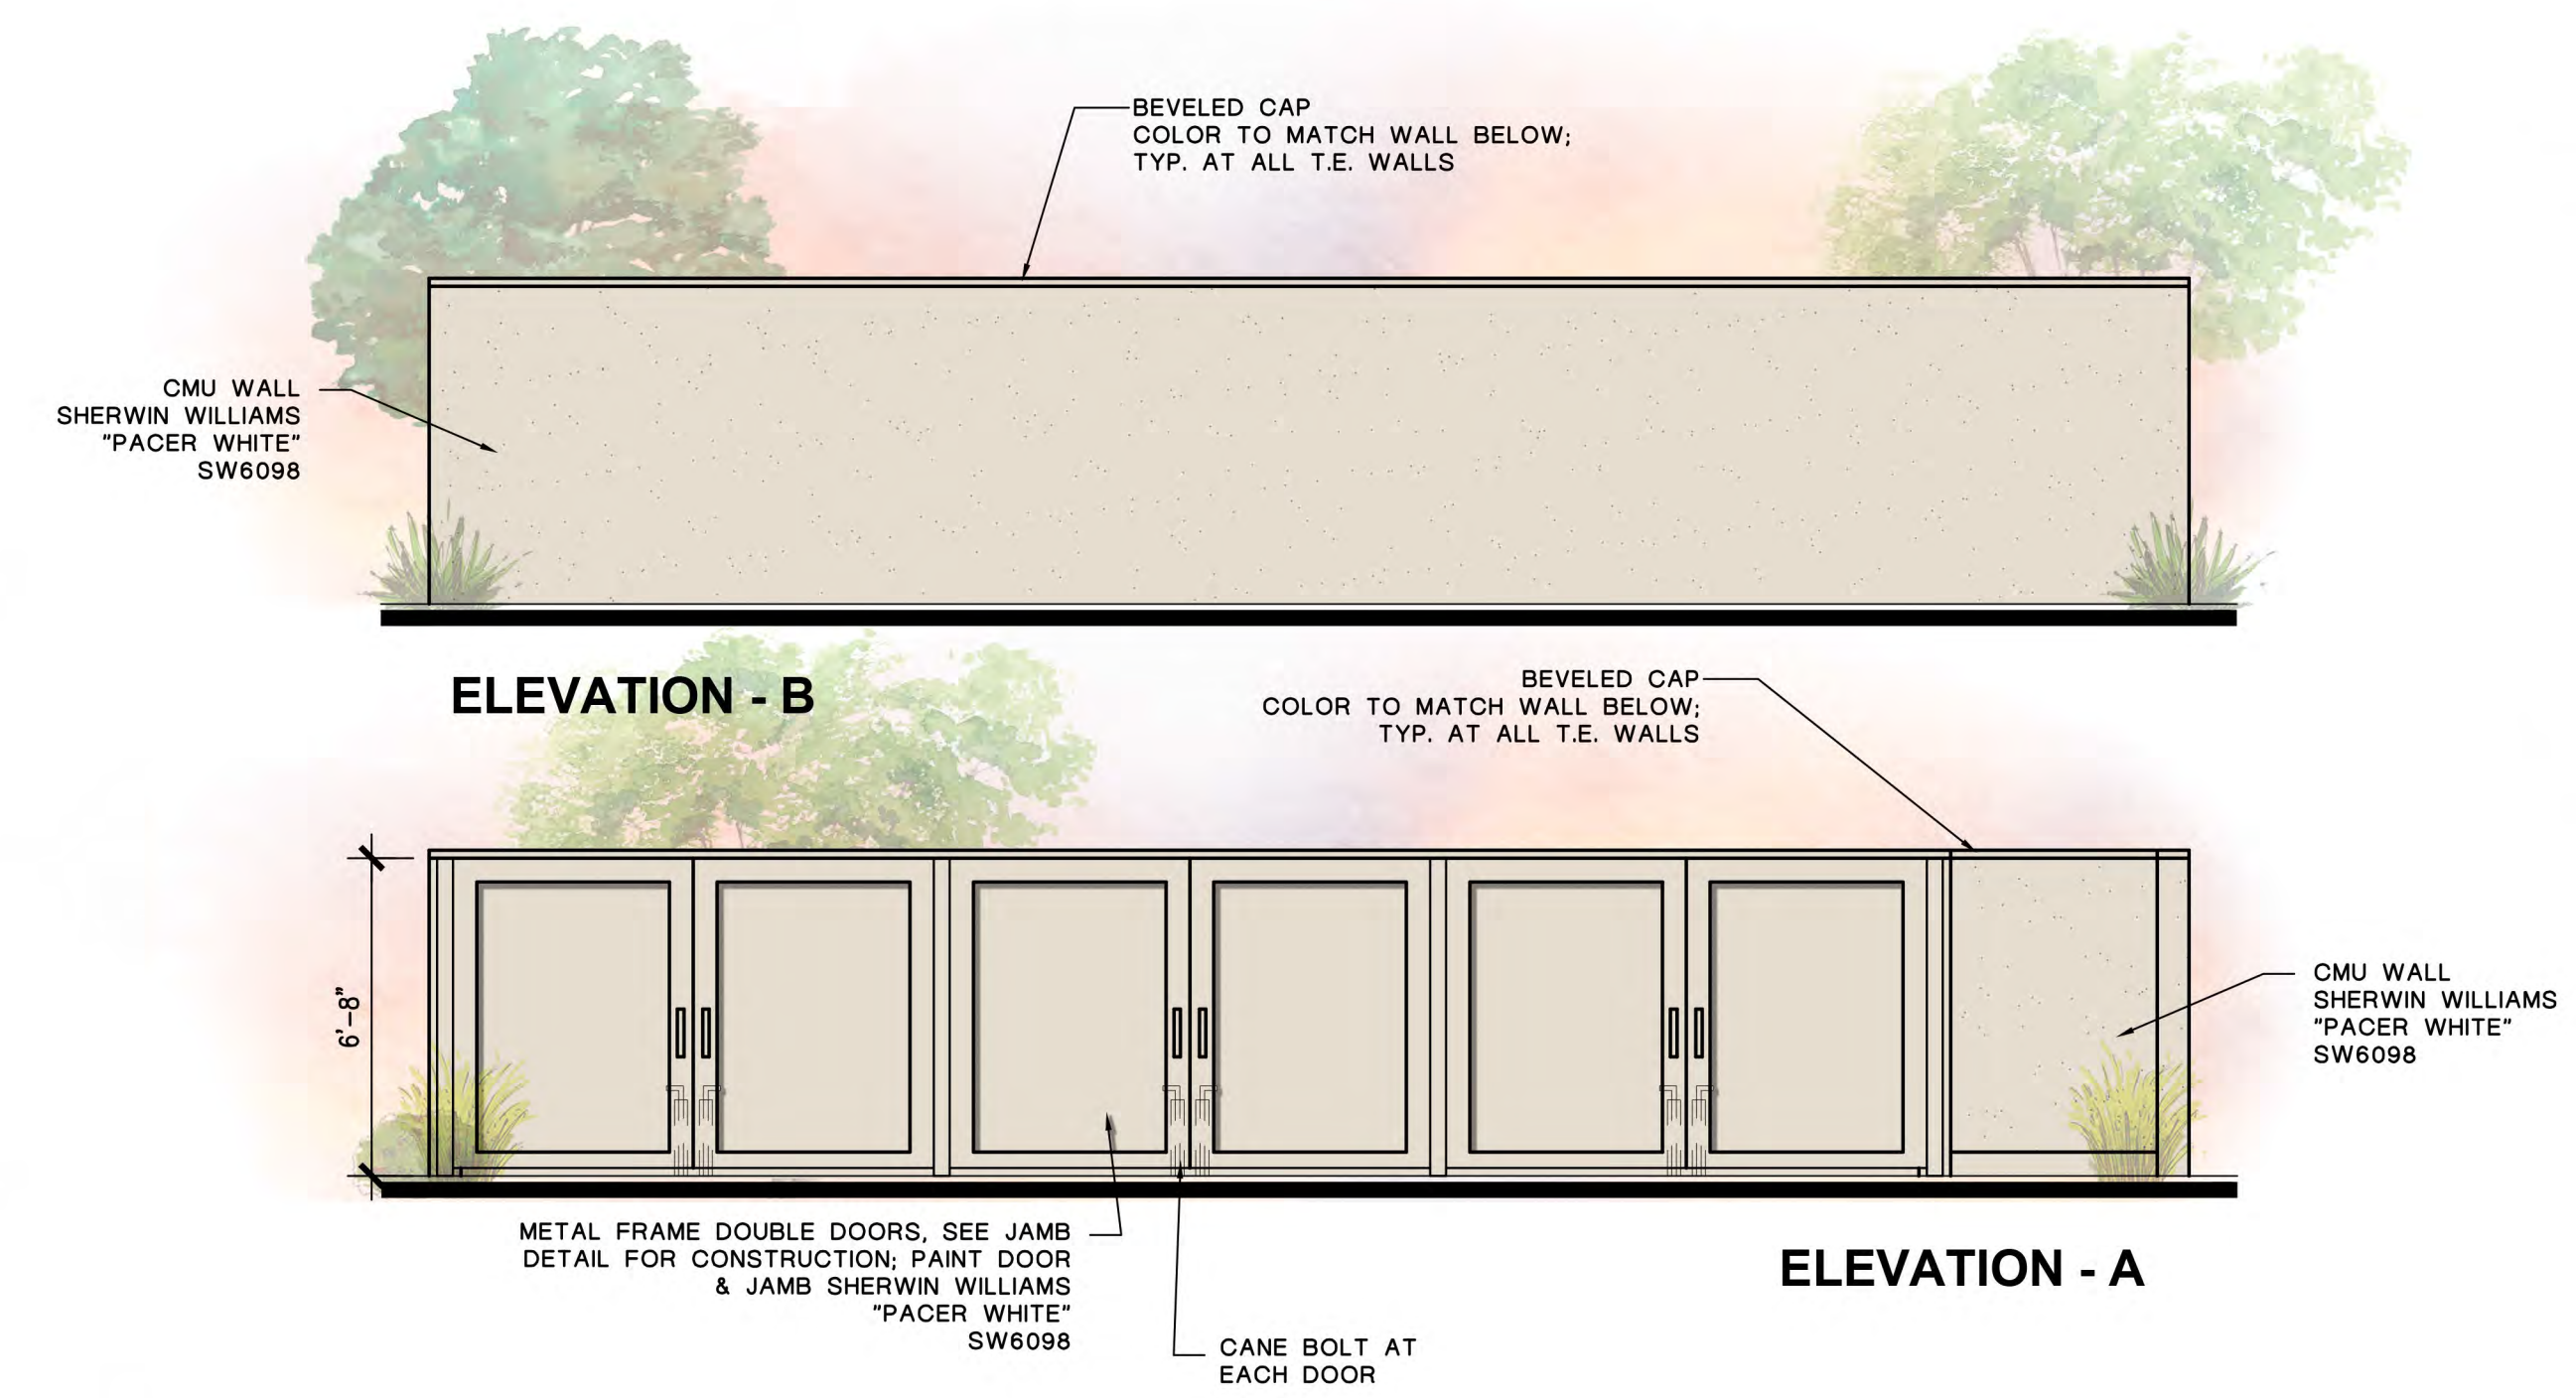 BEVELED CAP
COLOR TO MATCH WALL BELOW;
TYP. AT ALL T.E. WALLS
CMU WALL
SHERWIN WILLIAMS
"PACER WHITE"
SW6098
ELEVATION - B
BEVELED CAP
COLOR TO MATCH WALL BELOW;
TYP. AT ALL T.E. WALLS
6'-8"
CMU WALL
SHERWIN WILLIAMS
"PACER WHITE"
SW6098
METAL FRAME DOUBLE DOORS, SEE JAMB
DETAIL FOR CONSTRUCTION; PAINT DOOR
& JAMB SHERWIN WILLIAMS
"PACER WHITE"
SW6098
ELEVATION - A
CANE BOLT AT
EACH DOOR